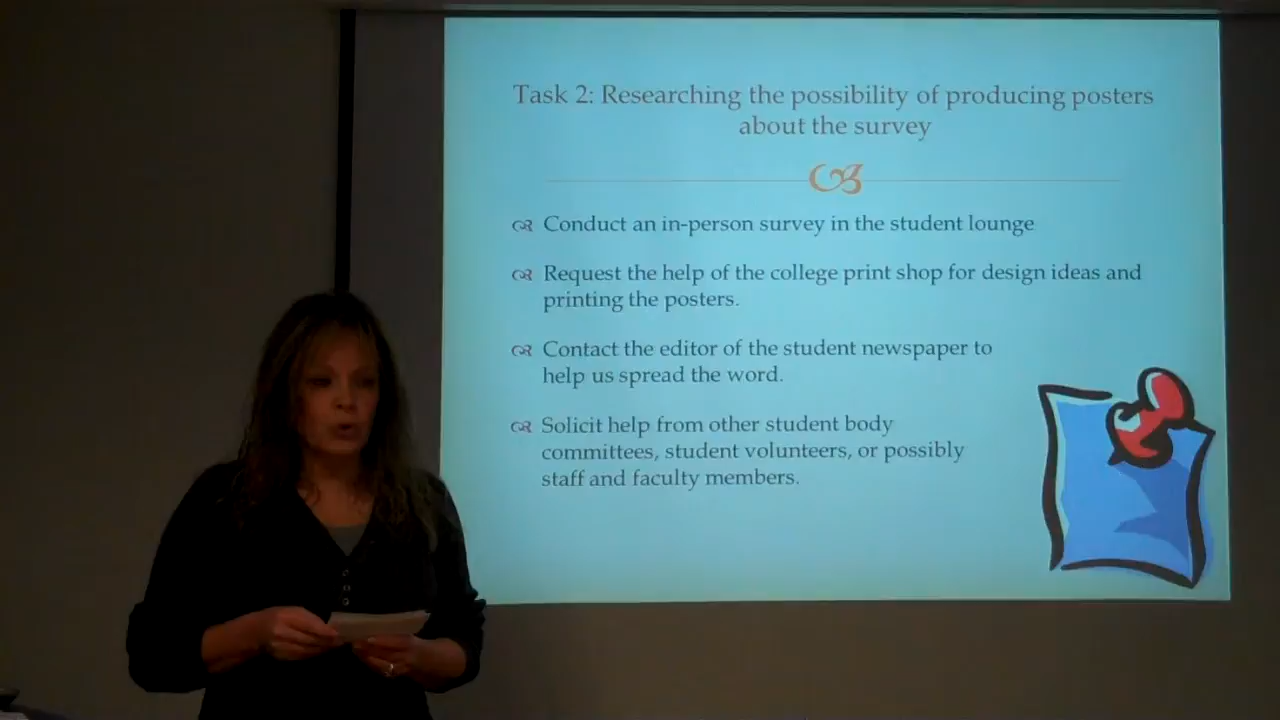 Task 2: Researching the possibility of producing posters
about the survey
Conduct an in-person survey in the student lounge
Request the help of the college print shop for design ideas and
printing the posters.
Contact the editor of the student newspaper to
help us spread the word.
Solicit help from other student body
committees, student volunteers, or possibly
staff and faculty members.